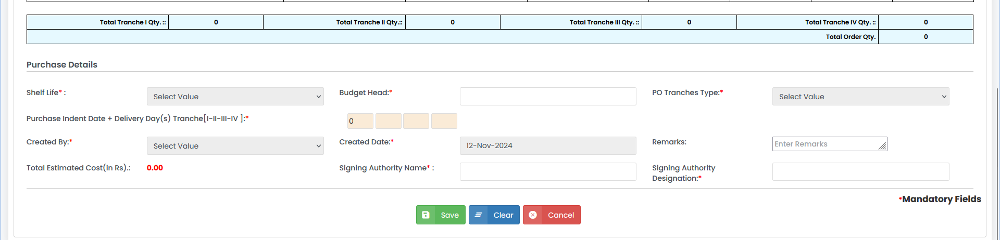 Total Tranche I Qty. :: 0 Total Tranche II Qty.:: 0 Total Tranche III Qty. :: 0 Total Tranche IV Qty. :: 0
Total Order Qty. 0
Purchase Details
Shelf Life* : Select Value Budget Head:* PO Tranches Type:* Select Value
Purchase Indent Date + Delivery Day(s) Tranche[I-II-III-IV ]:* 0
Created By:* Select Value Created Date:* 12-Nov-2024 Remarks: Enter Remarks
Total Estimated Cost(in Rs).: 0.00 Signing Authority Name* : Signing Authority
Designation:*
*Mandatory Fields
Save Clear Cancel